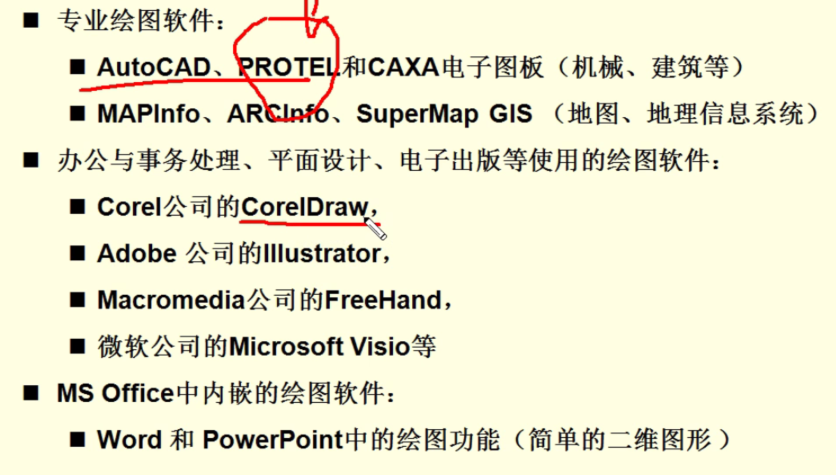 ■ 专业绘图软件：
■ AutoCAD、PROTEL和CAXA电子图板（机械、建筑等）
■ MAPInfo、ARCInfo、SuperMap GIS （地图、地理信息系统）
■ 办公与事务处理、平面设计、电子出版等使用的绘图软件：
■ Corel公司的CorelDraw，
■ Adobe 公司的Illustrator，
■ Macromedia公司的FreeHand，
■ 微软公司的Microsoft Visio等
■ MS Office中内嵌的绘图软件：
■ Word 和 PowerPoint中的绘图功能（简单的二维图形 ）